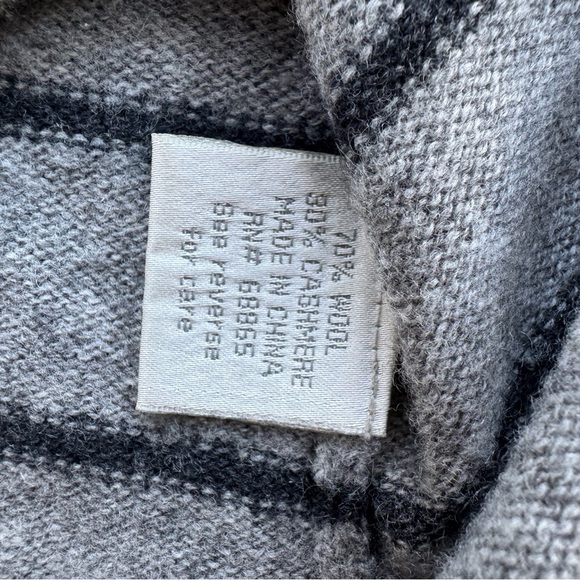 70% WOOL
30% CASHMERE
MADE IN CHINA
RN# 68865
See reverse
for care